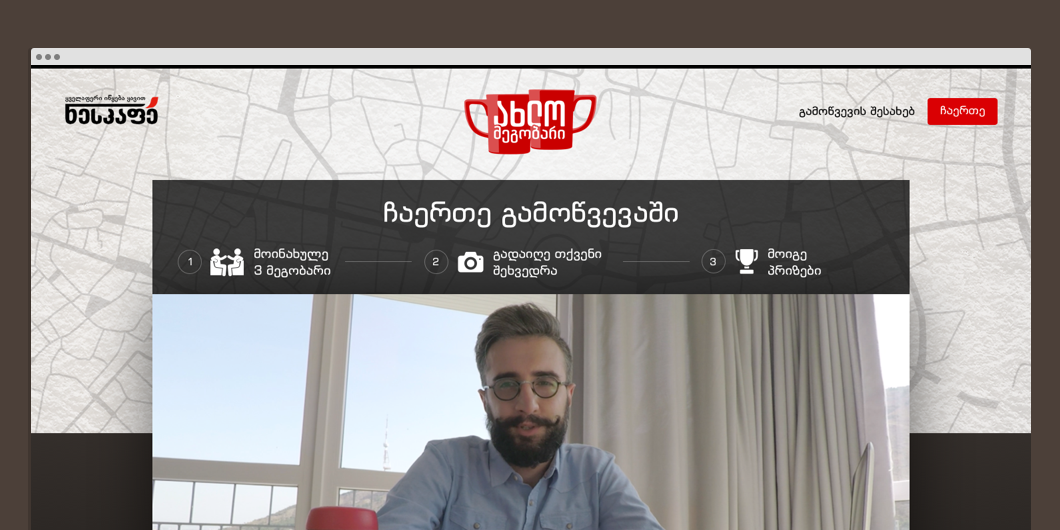 ყველაფერი იწყება ყავით
ნესკაფე
ახლო
მეგობარი
გამოწვევის შესახებ
ჩაერთე
ჩაერთე გამოწვევაში
1
მოინახულე
3 მეგობარი
2
გადაიღე თქვენი
შეხვედრა
3
მოიგე
პრიზები